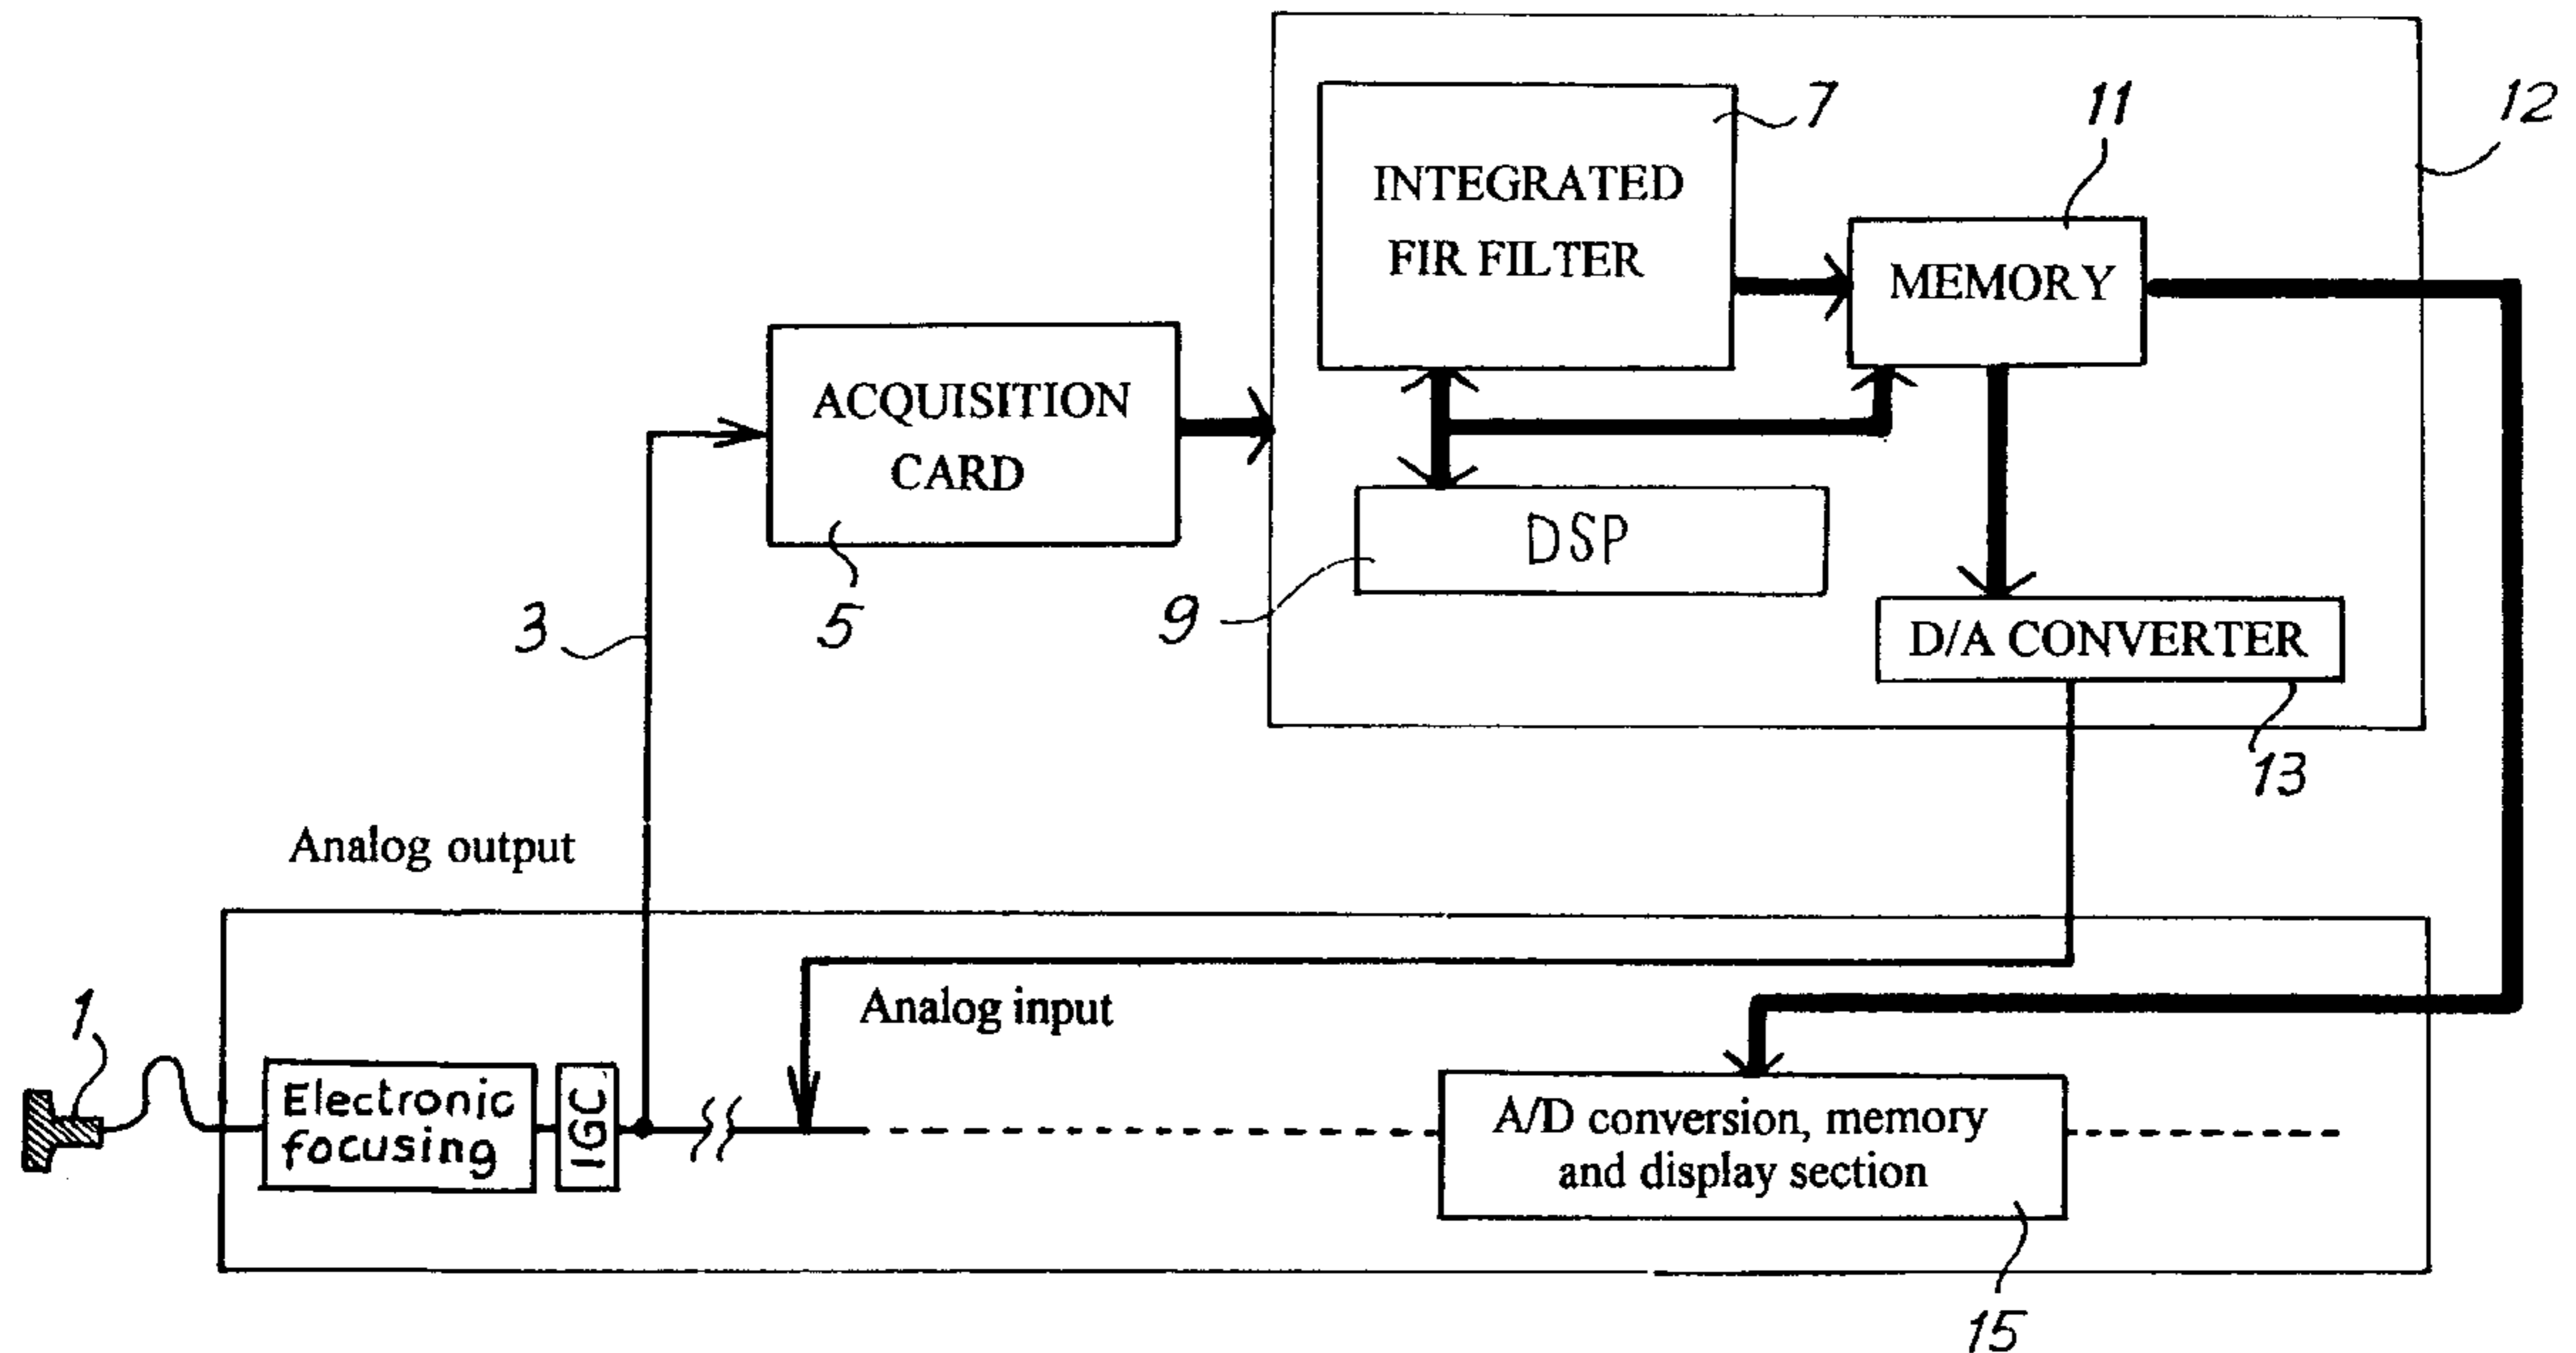 12
7
11
INTEGRATED
FIR FILTER
MEMORY
ACQUISITION
CARD
DSP
3
5
9
D/A CONVERTER
13
Analog output
1
Analog input
Electronic
focusing
IGC
A/D conversion, memory
and display section
15